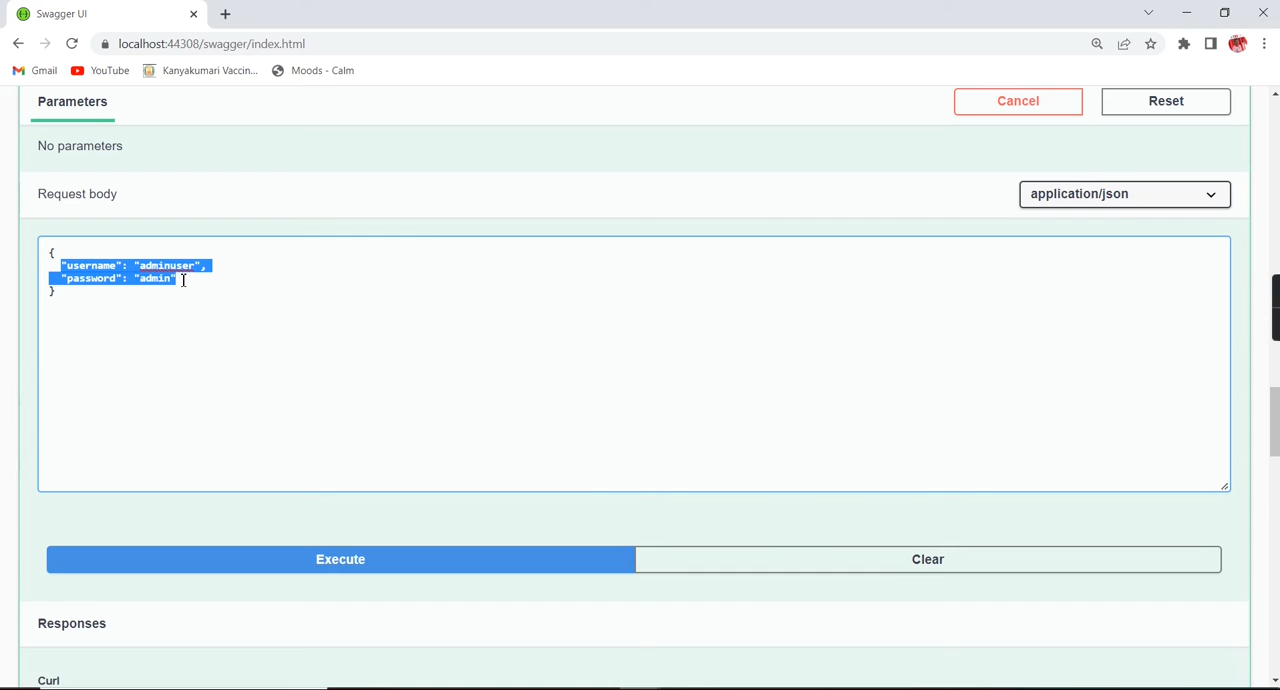 Swagger UI
localhost:44308/swagger/index.html
Gmail YouTube Kanyakumari Vaccin... Moods - Calm
Parameters Cancel Reset
No parameters
Request body application/json
{
"username": "adminuser",
"password": "admin"
}
Execute Clear
Responses
Curl